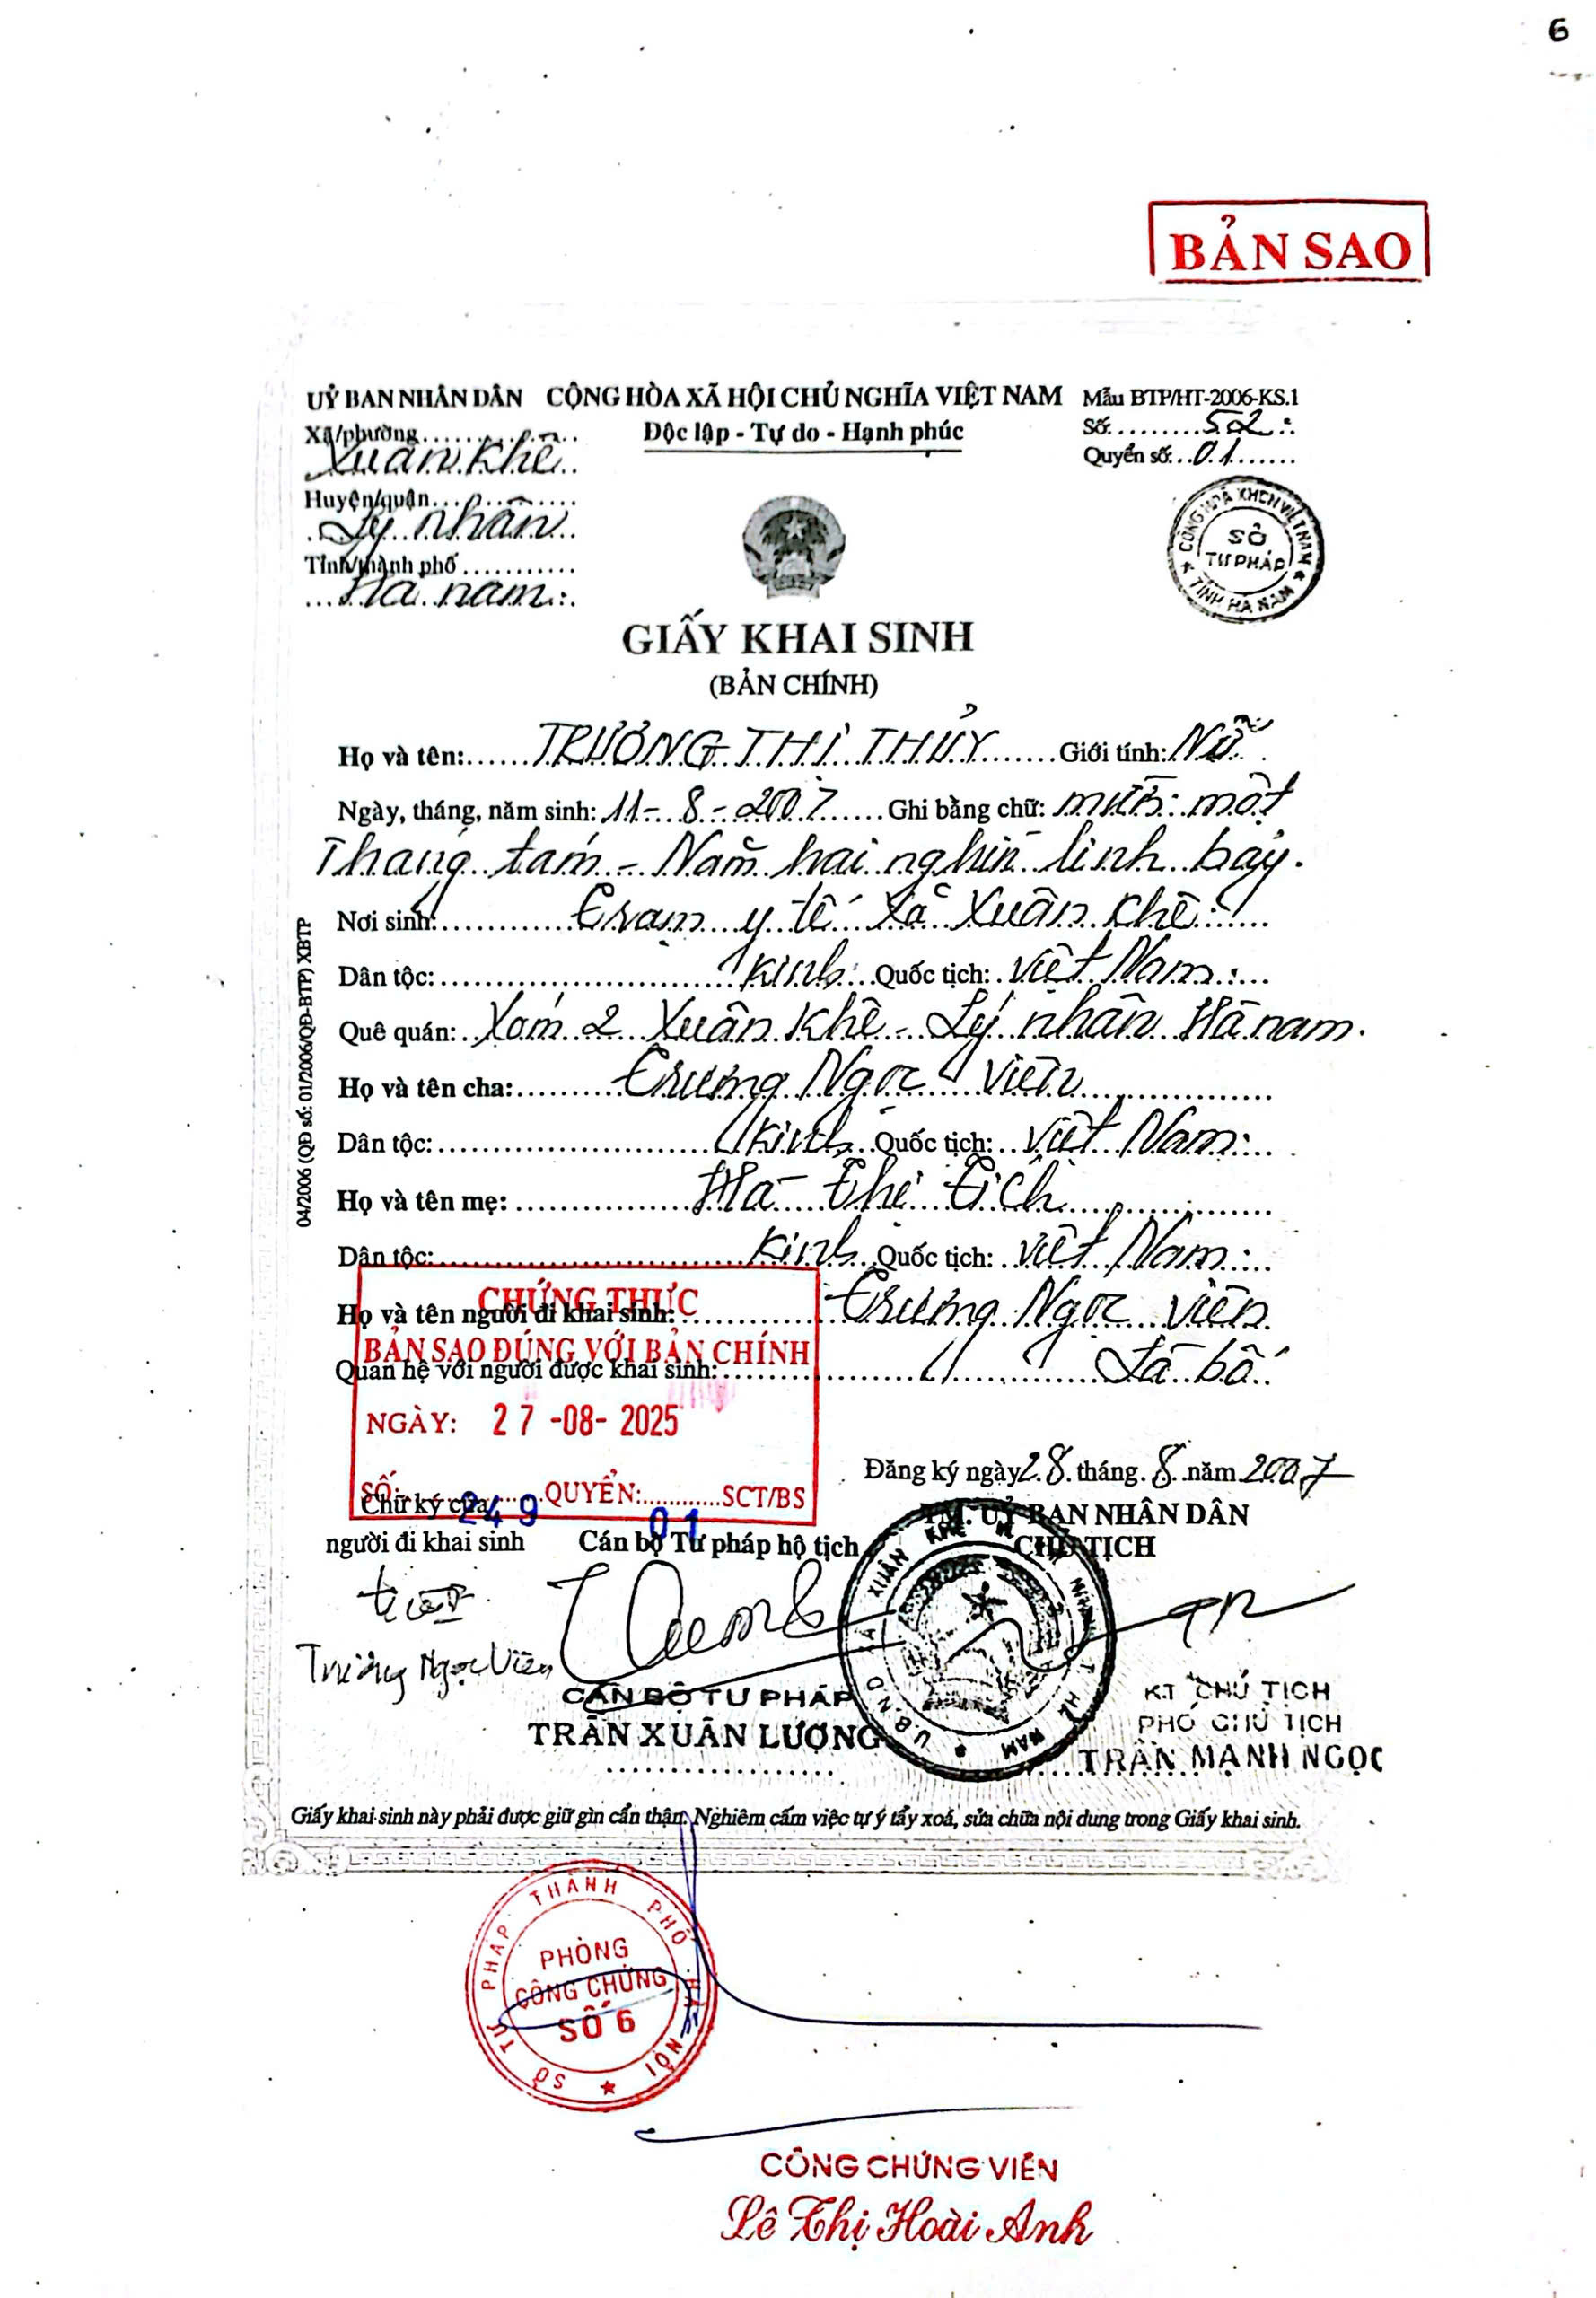 6
BẢN SAO
UỶ BAN NHÂN DÂN CỘNG HÒA XÃ HỘI CHỦ NGHĨA VIỆT NAM Mẫu BTP/HT-2006-KS.1
Xã/phường.............. Độc lập - Tự do - Hạnh phúc Số:........52
Xuân Khê Quyển số:..01......
Huyện/quận..............
Lý nhân
Tỉnh/thành phố...........
Hà nam
CỘNG HOÀ XHCN VIỆT NAM
SỞ
TƯ PHÁP
TỈNH HÀ NAM
GIẤY KHAI SINH
(BẢN CHÍNH)
Họ và tên:......TRƯƠNG THỊ THỦY......Giới tính: Nữ
Ngày, tháng, năm sinh: 11-8-2007......Ghi bằng chữ: mười một
Tháng tám - Năm hai nghìn linh bảy.
Nơi sinh:............Trạm y tế xã Xuân Khê
Dân tộc:....................Kinh...Quốc tịch: Việt Nam
Quê quán: Xóm 2 Xuân Khê - Lý nhân Hà nam.
Họ và tên cha:.........Trương Ngọc Viên
Dân tộc:....................Kinh...Quốc tịch: Việt Nam
Họ và tên mẹ:...............Hà Thị
Dân tộc:....................Kinh...Quốc tịch: Việt Nam
Họ và tên người đi khai sinh:............Trương Ngọc Viên
Quan hệ với người được khai sinh:............Là bố
CHỨNG THỰC
BẢN SAO ĐÚNG VỚI BẢN CHÍNH
NGÀY: 27 -08- 2025
SỐ: 249 QUYỂN: 01 SCT/BS
04/2006 (QĐ số: 01/2006/QĐ-BTP) XBTP
Đăng ký ngày 28 tháng 8 năm 2007
Chữ ký của TM. UỶ BAN NHÂN DÂN
người đi khai sinh Cán bộ Tư pháp hộ tịch CHỦ TỊCH
Trương Ngọc Viên
CÁN BỘ TƯ PHÁP
TRẦN XUÂN LƯƠNG
KT CHỦ TỊCH
PHÓ CHỦ TỊCH
TRẦN MẠNH NGỌC
Giấy khai sinh này phải được giữ gìn cẩn thận. Nghiêm cấm việc tự ý tẩy xoá, sửa chữa nội dung trong Giấy khai sinh.
SỞ TƯ PHÁP THÀNH PHỐ HÀ NỘI
PHÒNG
CÔNG CHỨNG
SỐ 6
CÔNG CHỨNG VIÊN
Lê Thị Hoài Anh